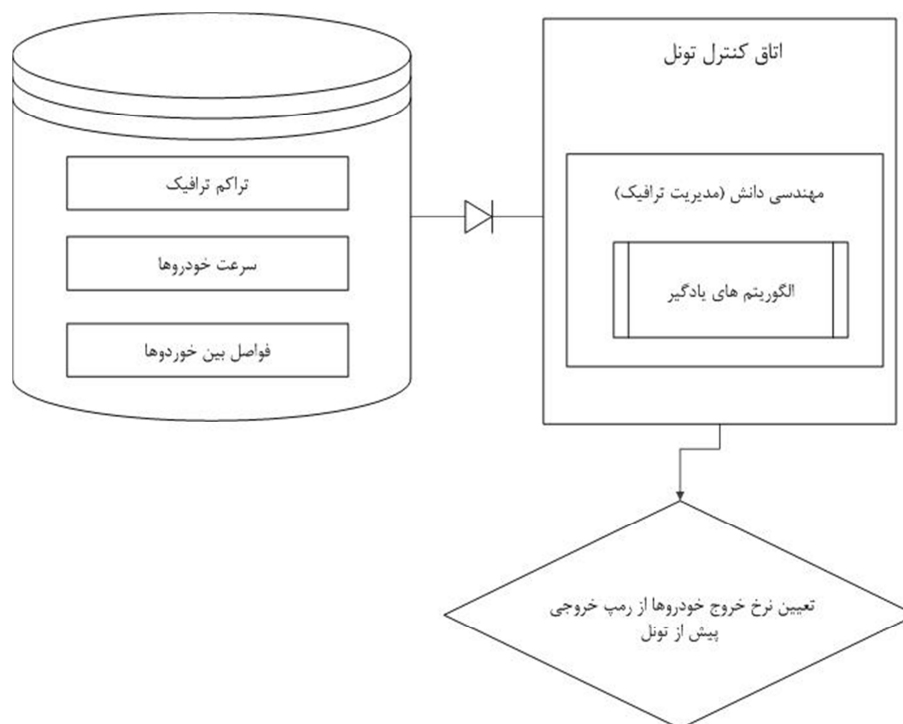 اتاق کنترل تونل
مهندسی دانش (مدیریت ترافیک)
الگوریتم های یادگیر
تراکم ترافیک
سرعت خودروها
فواصل بین خوردوها
تعیین نرخ خروج خودروها از رمپ خروجی
پیش از تونل